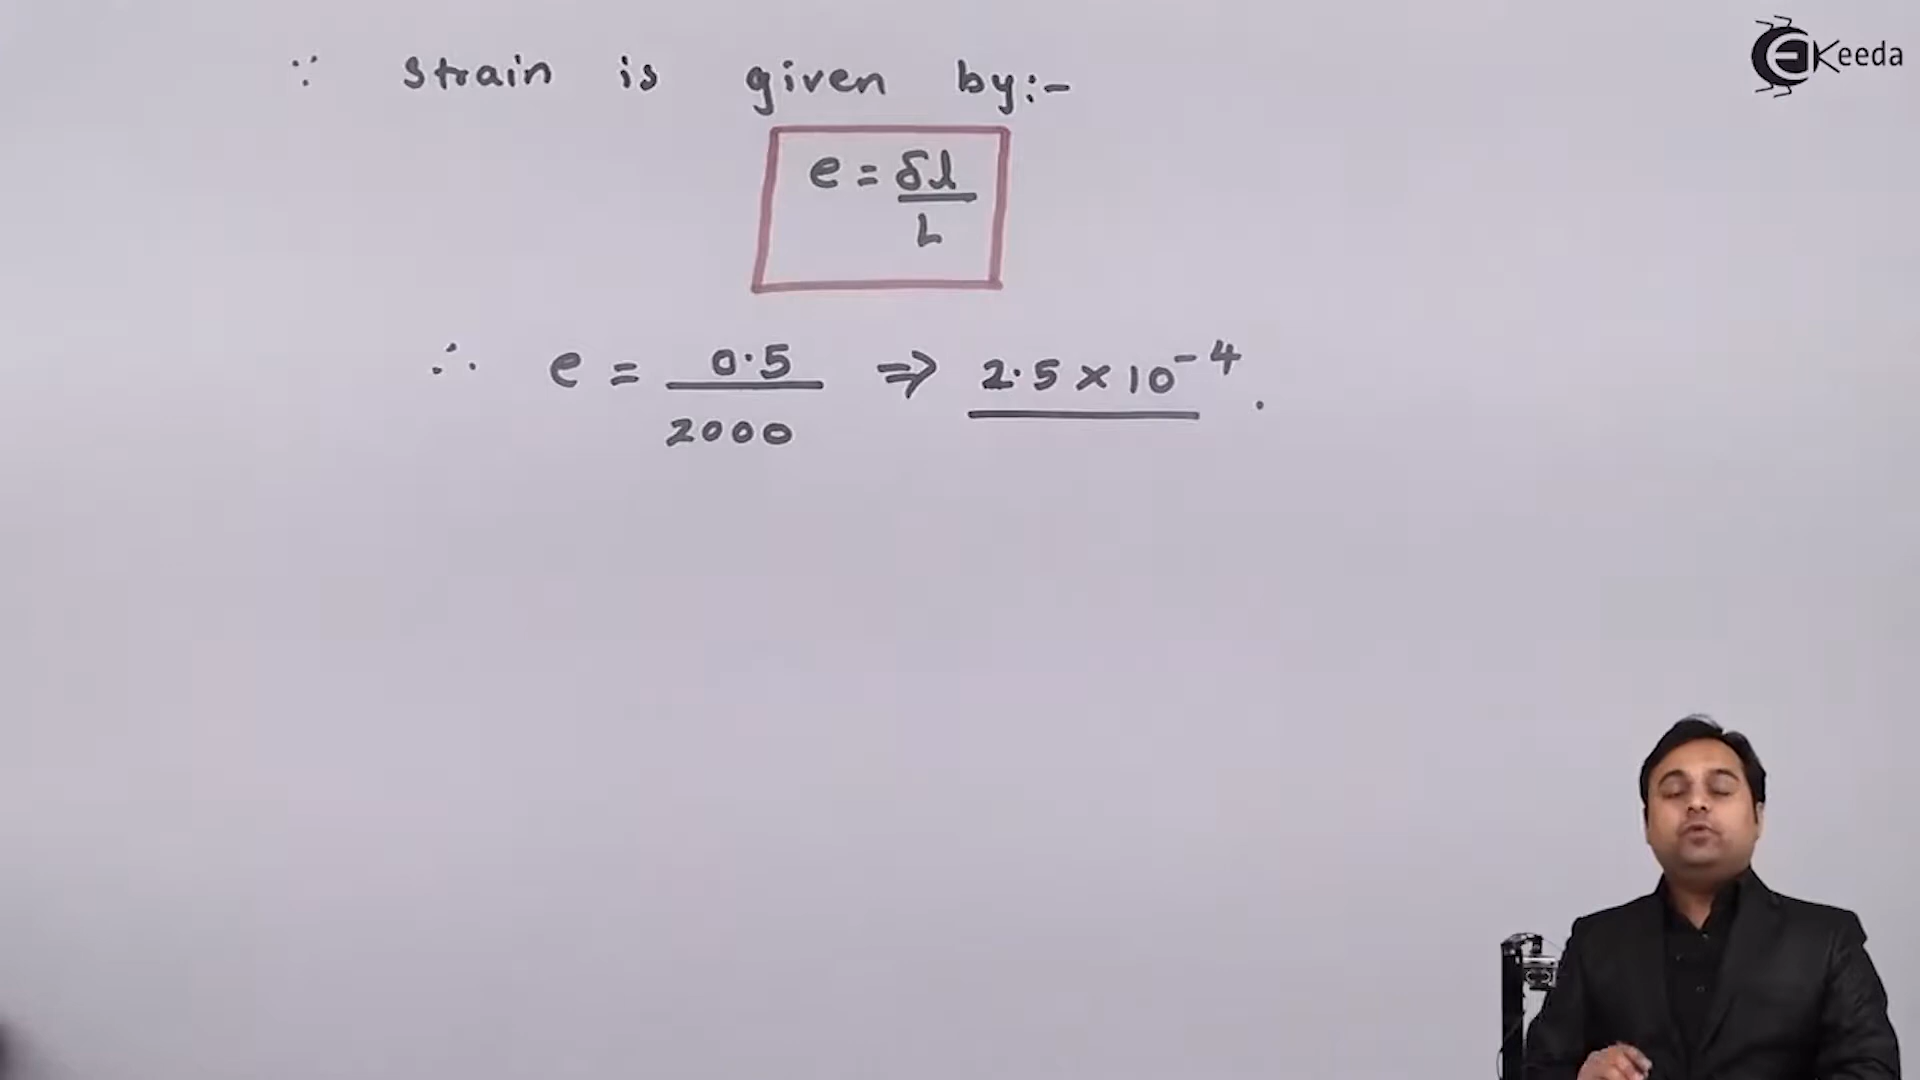 ∵ strain is given by:-
e = δl / L
∴ e = 0.5 / 2000 ⇒ 2.5 × 10⁻⁴ .
EKeeda